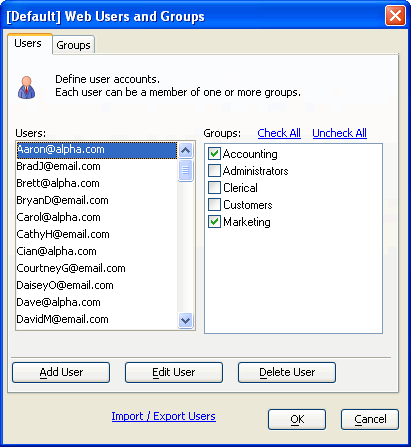 [Default] Web Users and Groups
Users
Groups
Define user accounts.
Each user can be a member of one or more groups.
Users:
Groups:
Check All
Uncheck All
Aaron@alpha.com
BradJ@email.com
Brett@alpha.com
BryanD@email.com
Carol@alpha.com
CathyH@email.com
Cian@alpha.com
CourtneyG@email.com
DaiseyO@email.com
Dave@alpha.com
DavidM@email.com
Accounting
Administrators
Clerical
Customers
Marketing
Add User
Edit User
Delete User
Import / Export Users
OK
Cancel